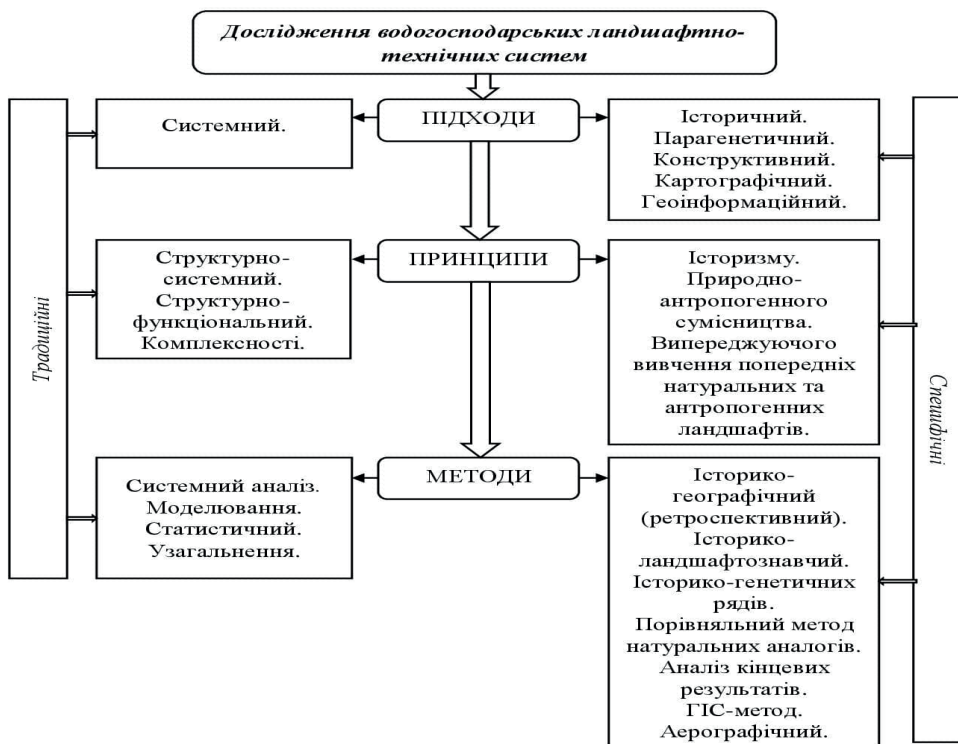 Дослідження водогосподарських ландшафтно-
технічних систем
ПІДХОДИ
Системний.
Історичний.
Парагенетичний.
Конструктивний.
Картографічний.
Геоінформаційний.
ПРИНЦИПИ
Структурно-
системний.
Структурно-
функціональний.
Комплексності.
Історизму.
Природно-
антропогенного
сумісництва.
Випереджуючого
вивчення попередніх
натуральних та
антропогенних
ландшафтів.
МЕТОДИ
Системний аналіз.
Моделювання.
Статистичний.
Узагальнення.
Історико-
географічний
(ретроспективний).
Історико-
ландшафтознавчий.
Історико-генетичних
рядів.
Порівняльний метод
натуральних аналогів.
Аналіз кінцевих
результатів.
ГІС-метод.
Аерографічний.
Традиційні
Специфічні